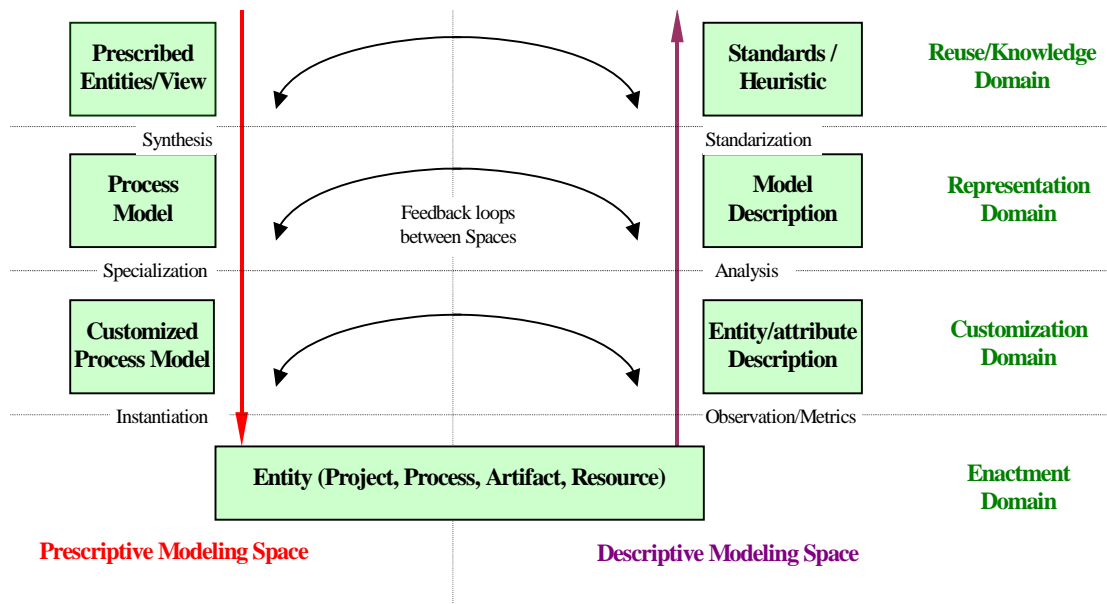 Prescribed
Entities/View
Standards /
Heuristic
Reuse/Knowledge
Domain
Synthesis
Standarization
Process
Model
Feedback loops
between Spaces
Model
Description
Representation
Domain
Specialization
Analysis
Customized
Process Model
Entity/attribute
Description
Customization
Domain
Instantiation
Observation/Metrics
Entity (Project, Process, Artifact, Resource)
Enactment
Domain
Prescriptive Modeling Space
Descriptive Modeling Space